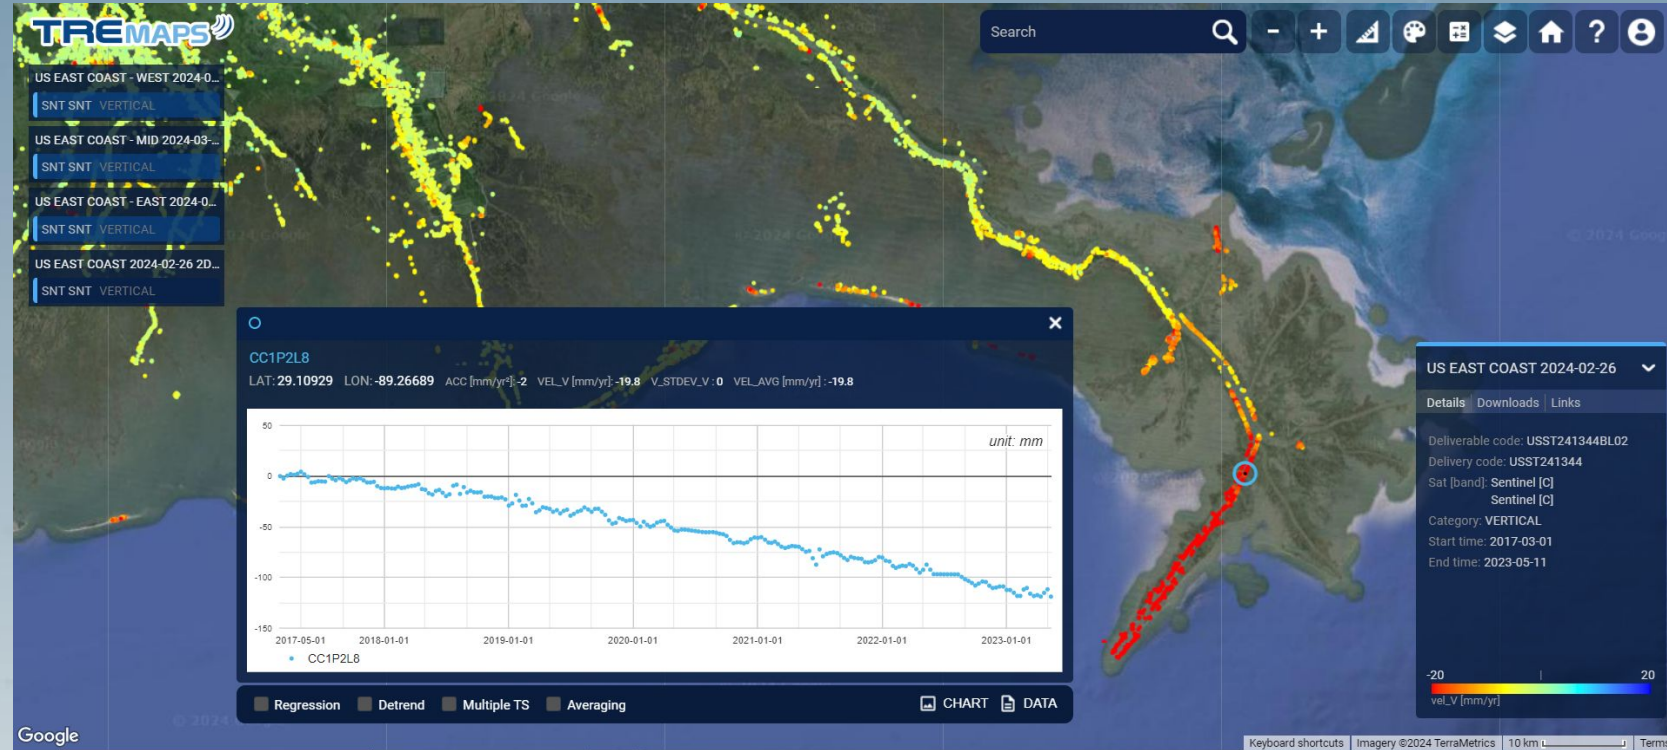 TREMAPS
Search
- + ?
US EAST COAST - WEST 2024-0...
SNT SNT VERTICAL
US EAST COAST - MID 2024-03-...
SNT SNT VERTICAL
US EAST COAST - EAST 2024-0...
SNT SNT VERTICAL
US EAST COAST 2024-02-26 2D...
SNT SNT VERTICAL
CC1P2L8
LAT: 29.10929 LON: -89.26689 ACC [mm/yr²]: -2 VEL_V [mm/yr]: -19.8 V_STDEV_V : 0 VEL_AVG [mm/yr] : -19.8
unit: mm
50
0
-50
-100
-150
2017-05-01 2018-01-01 2019-01-01 2020-01-01 2021-01-01 2022-01-01 2023-01-01
CC1P2L8
Regression Detrend Multiple TS Averaging CHART DATA
US EAST COAST 2024-02-26
Details Downloads Links
Deliverable code: USST241344BL02
Delivery code: USST241344
Sat [band]: Sentinel [C]
Sentinel [C]
Category: VERTICAL
Start time: 2017-03-01
End time: 2023-05-11
-20 20
vel_V [mm/yr]
Google
Keyboard shortcuts Imagery ©2024 TerraMetrics 10 km Terms